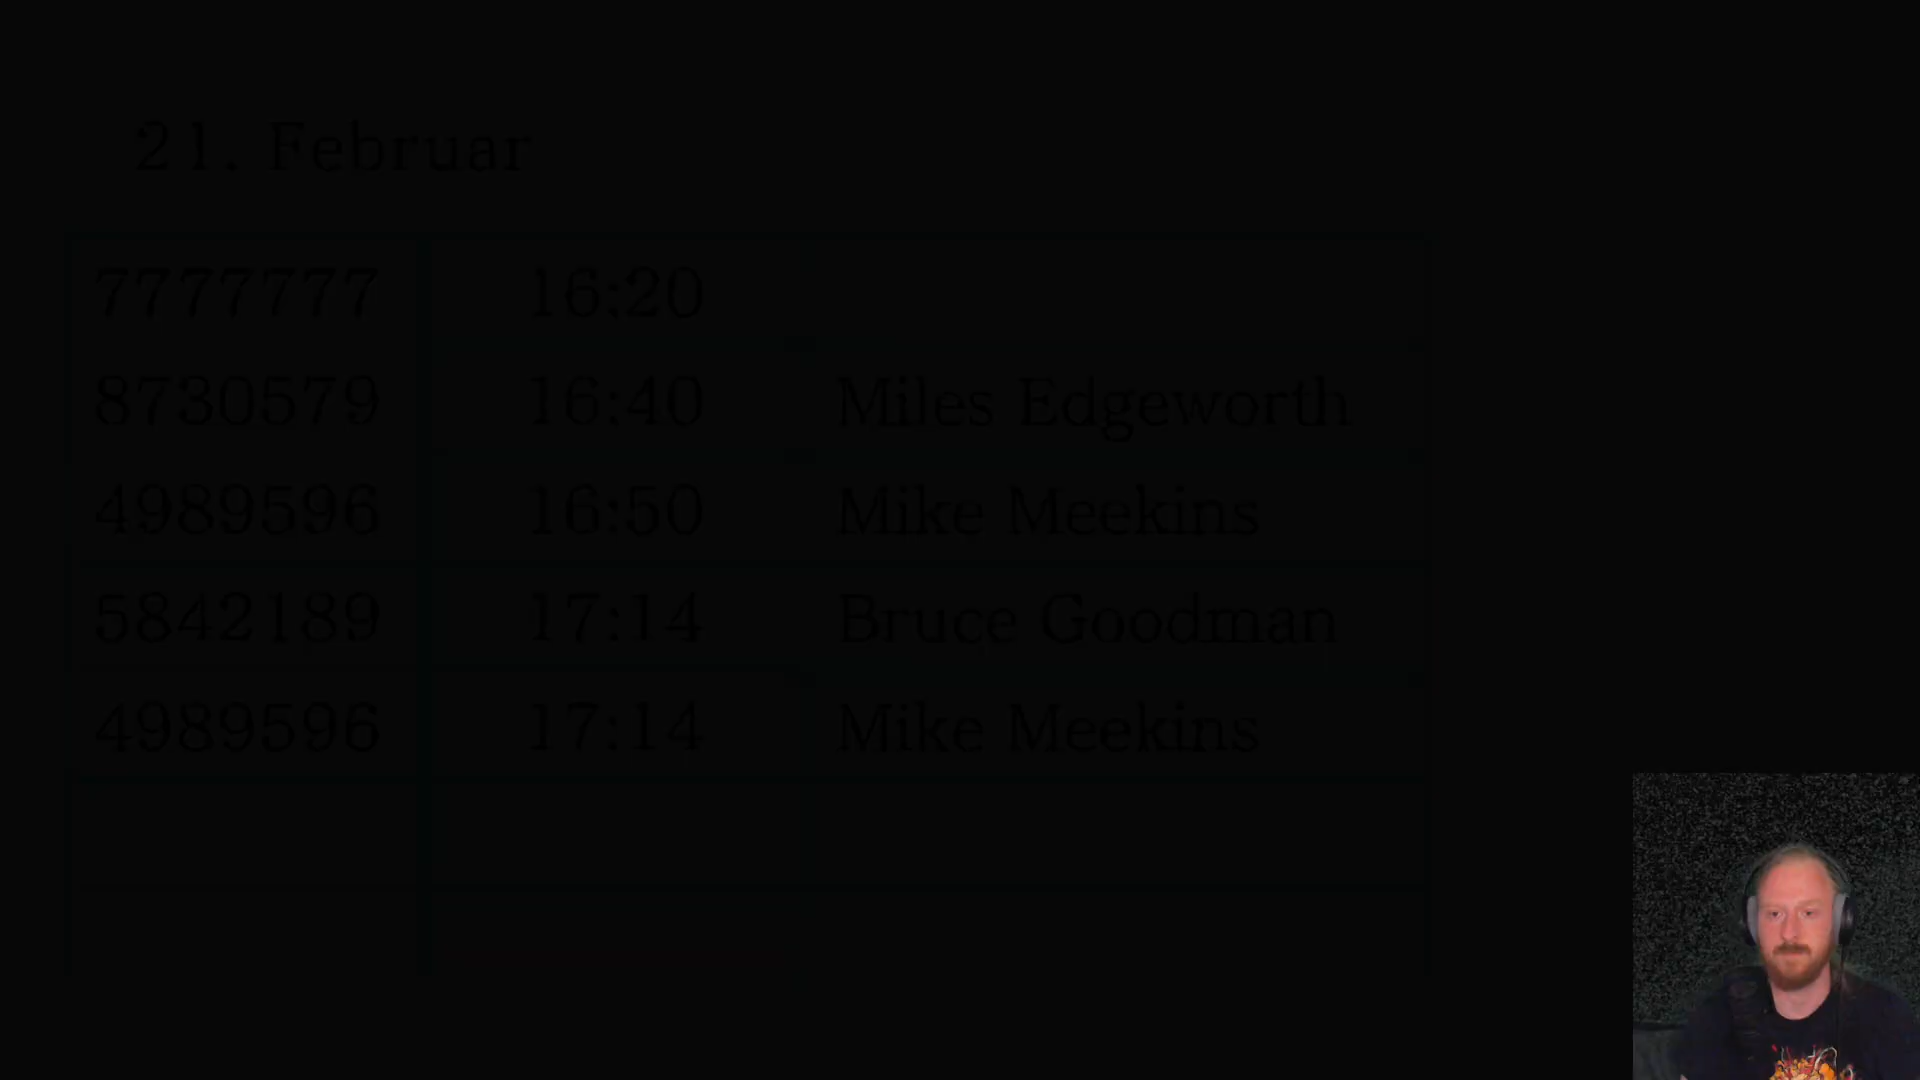 21. Februar
7777777 16:20
8730579 16:40 Miles Edgeworth
4989596 16:50 Mike Meekins
5842189 17:14 Bruce Goodman
4989596 17:14 Mike Meekins